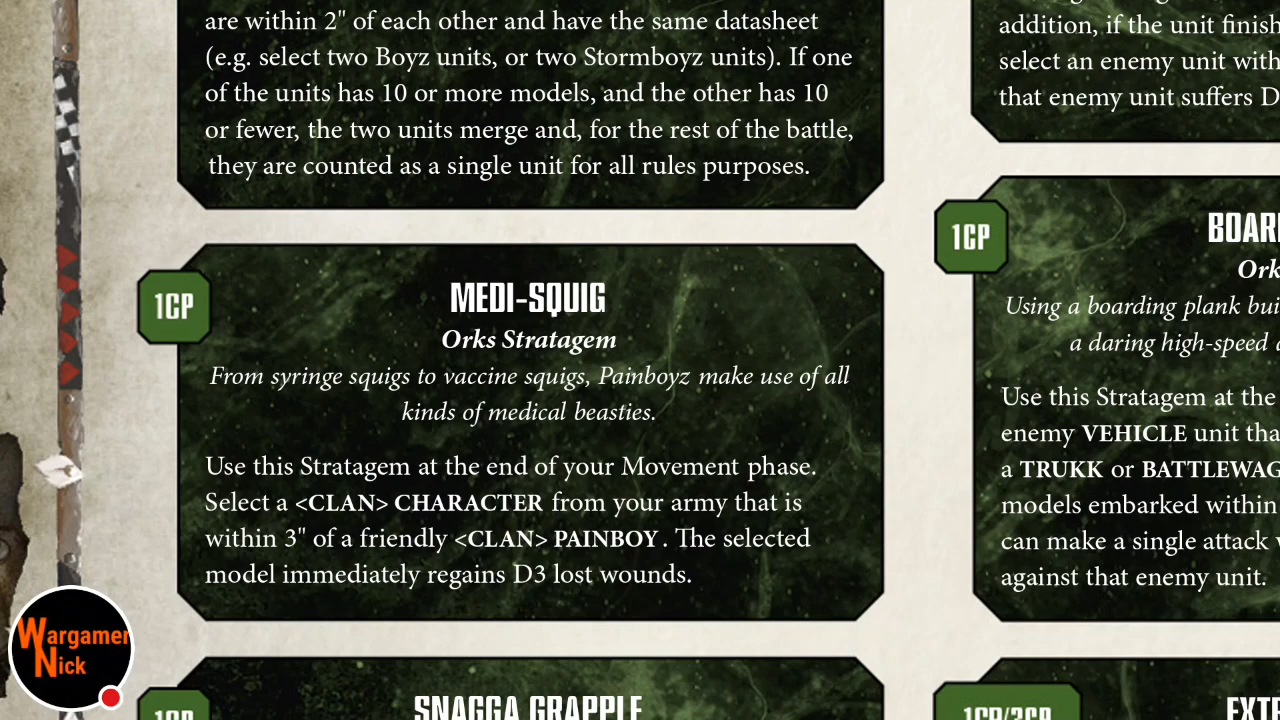 are within 2" of each other and have the same datasheet
(e.g. select two Boyz units, or two Stormboyz units). If one
of the units has 10 or more models, and the other has 10
or fewer, the two units merge and, for the rest of the battle,
they are counted as a single unit for all rules purposes.
1CP
MEDI-SQUIG
Orks Stratagem
From syringe squigs to vaccine squigs, Painboyz make use of all
kinds of medical beasties.
Use this Stratagem at the end of your Movement phase.
Select a <CLAN> CHARACTER from your army that is
within 3" of a friendly <CLAN> PAINBOY. The selected
model immediately regains D3 lost wounds.
1CP
SNAGGA GRAPPLE
addition, if the unit
select an enemy unit
that enemy unit suffers
1CP
Using a boarding plank
a daring high-speed
Use this Stratagem at the
enemy VEHICLE unit
a TRUKK or
models embarked within
can make a single attack
against that enemy unit.
1CP/3CP
Wargamer
Nick